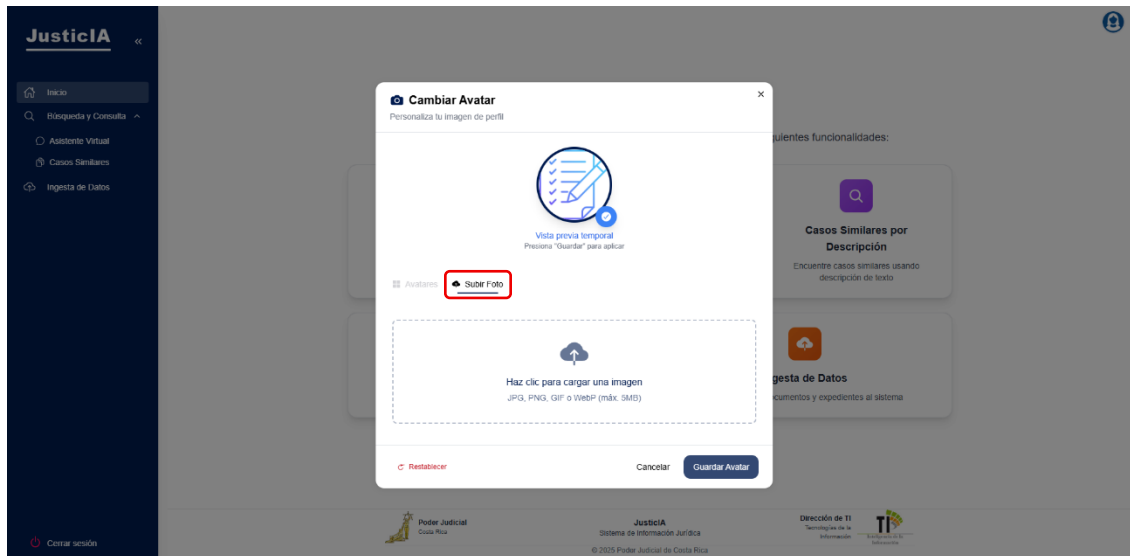 JusticIA
«
Inicio
Búsqueda y Consulta
Asistente Virtual
Casos Similares
Ingesta de Datos
Cerrar sesión
Cambiar Avatar
×
Personaliza tu imagen de perfil
Vista previa temporal
Presiona "Guardar" para aplicar
Avatares
Subir Foto
Haz clic para cargar una imagen
JPG, PNG, GIF o WebP (máx. 5MB)
Restablecer
Cancelar
Guardar Avatar
funcionalidades:
Casos Similares por
Descripción
Encuentre casos similares usando
descripción de texto
de Datos
y expedientes al sistema
Poder Judicial
Costa Rica
JusticIA
Sistema de Información Jurídica
© 2025 Poder Judicial de Costa Rica
Dirección de TI
Tecnologías de la
Información
TI